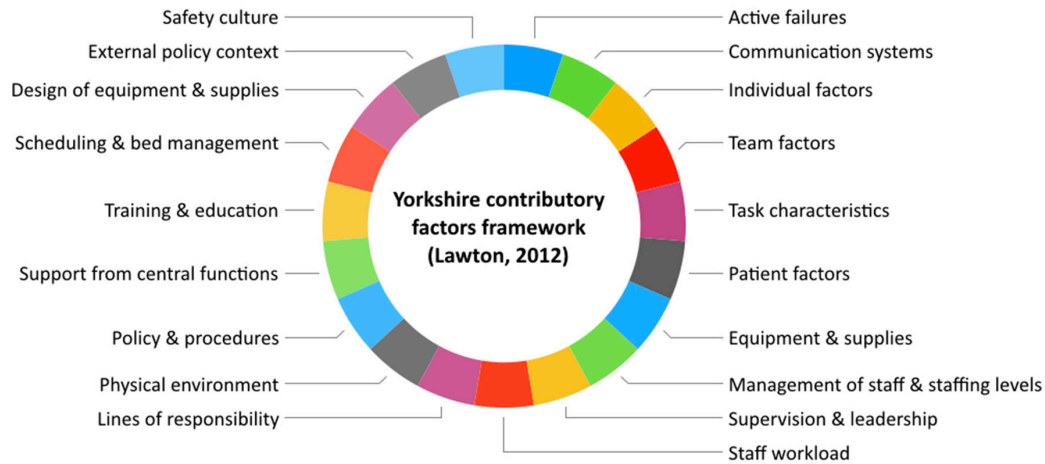 Safety culture
External policy context
Design of equipment & supplies
Scheduling & bed management
Training & education
Support from central functions
Policy & procedures
Physical environment
Lines of responsibility
Yorkshire contributory
factors framework
(Lawton, 2012)
Active failures
Communication systems
Individual factors
Team factors
Task characteristics
Patient factors
Equipment & supplies
Management of staff & staffing levels
Supervision & leadership
Staff workload